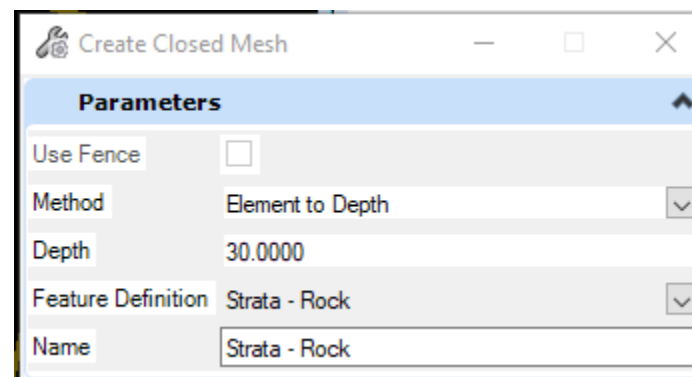 Create Closed Mesh
Parameters
Use Fence
Method Element to Depth
Depth 30.0000
Feature Definition Strata - Rock
Name Strata - Rock